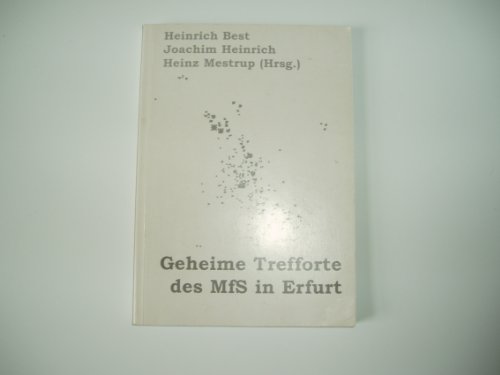 Heinrich Best
Joachim Heinrich
Heinz Mestrup (Hrsg.)
Geheime Trefforte
des MfS in Erfurt